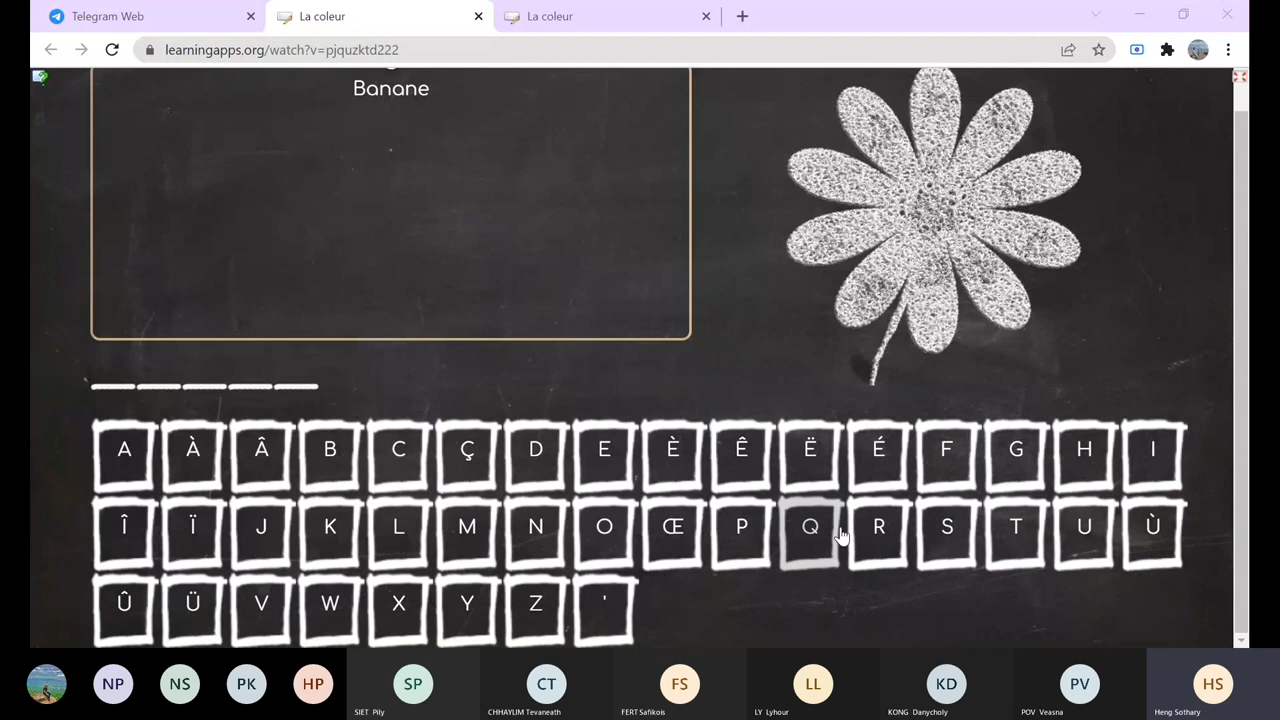 Telegram Web
La coleur
La coleur
learningapps.org/watch?v=pjquzktd222
Banane
A À Â B C Ç D E È Ê Ë É F G H I
Î Ï J K L M N O Œ P Q R S T U Ù
Û Ü V W X Y Z '
NP NS PK HP SP CT FS LL KD PV HS
SIET Pily CHHAYLIM Tevaneath FERT Safikois LY Lyhour KONG Danycholy POV Veasna Heng Sothary